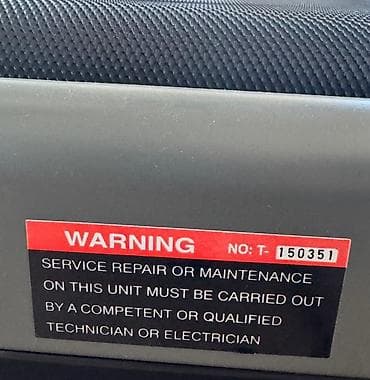 WARNING NO: T- 150351
SERVICE REPAIR OR MAINTENANCE
ON THIS UNIT MUST BE CARRIED OUT
BY A COMPETENT OR QUALIFIED
TECHNICIAN OR ELECTRICIAN